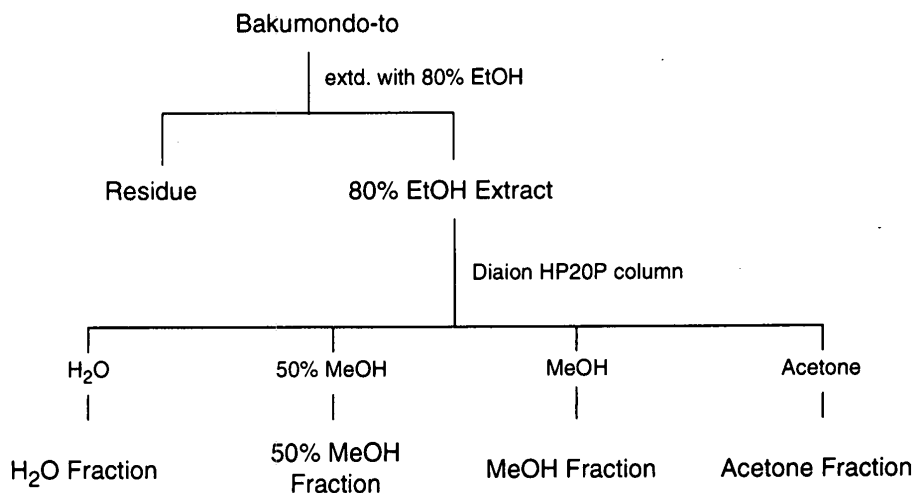 Bakumondo-to
extd. with 80% EtOH
Residue
80% EtOH Extract
Diaion HP20P column
H₂O
50% MeOH
MeOH
Acetone
H₂O Fraction
50% MeOH
Fraction
MeOH Fraction
Acetone Fraction